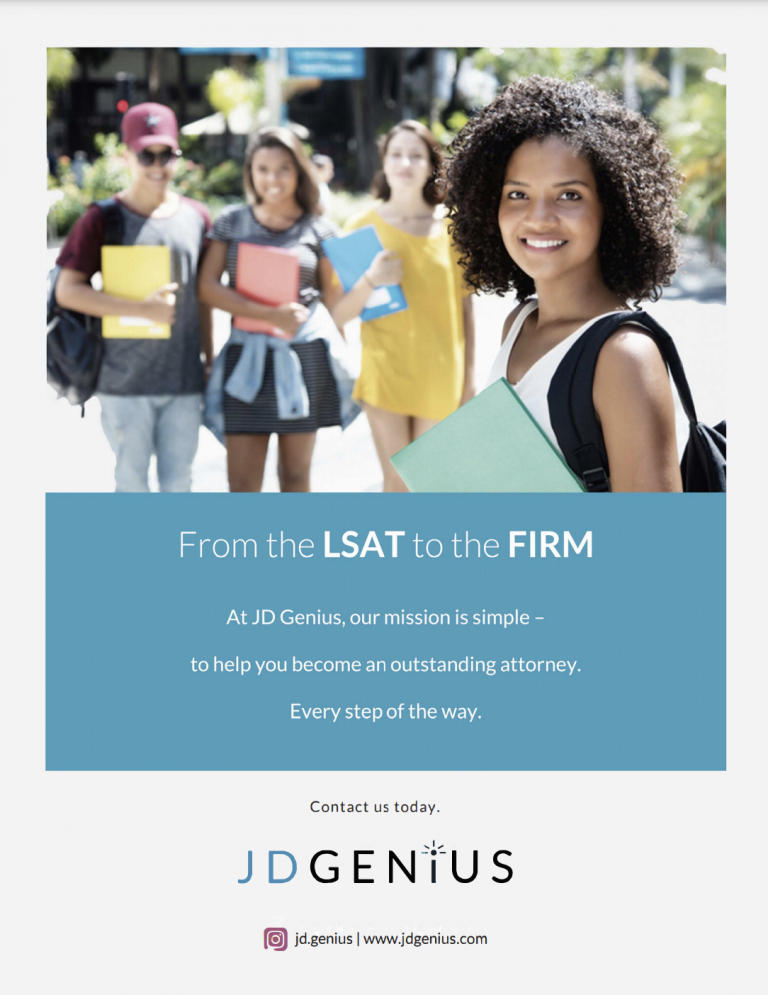 From the LSAT to the FIRM
At JD Genius, our mission is simple –
to help you become an outstanding attorney.
Every step of the way.
Contact us today.
JDGENiUS
jd.genius | www.jdgenius.com